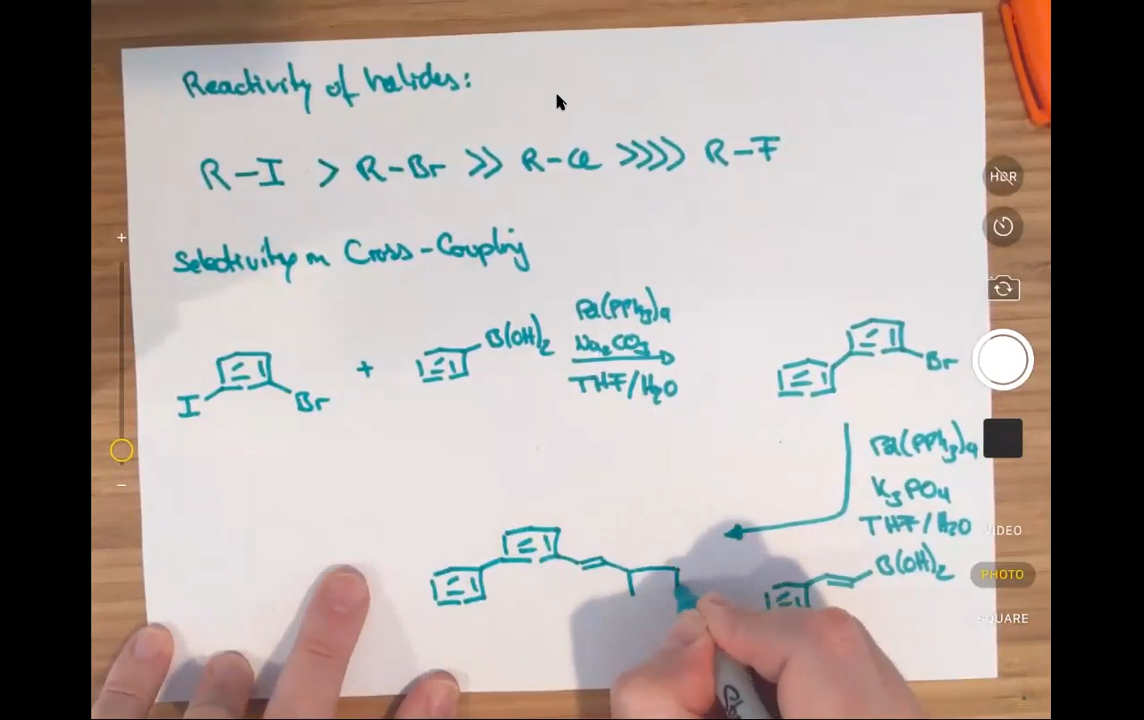 Reactivity of halides:
R-I > R-Br >> R-Cl >>>> R-F
Selectivity in Cross-Coupling
I Br + B(OH)2 Pd(PPh3)4 Br
Na2CO3
THF/H2O
Pd(PPh3)4
K3PO4
THF/H2O
B(OH)2
HDR
VIDEO
PHOTO
SQUARE